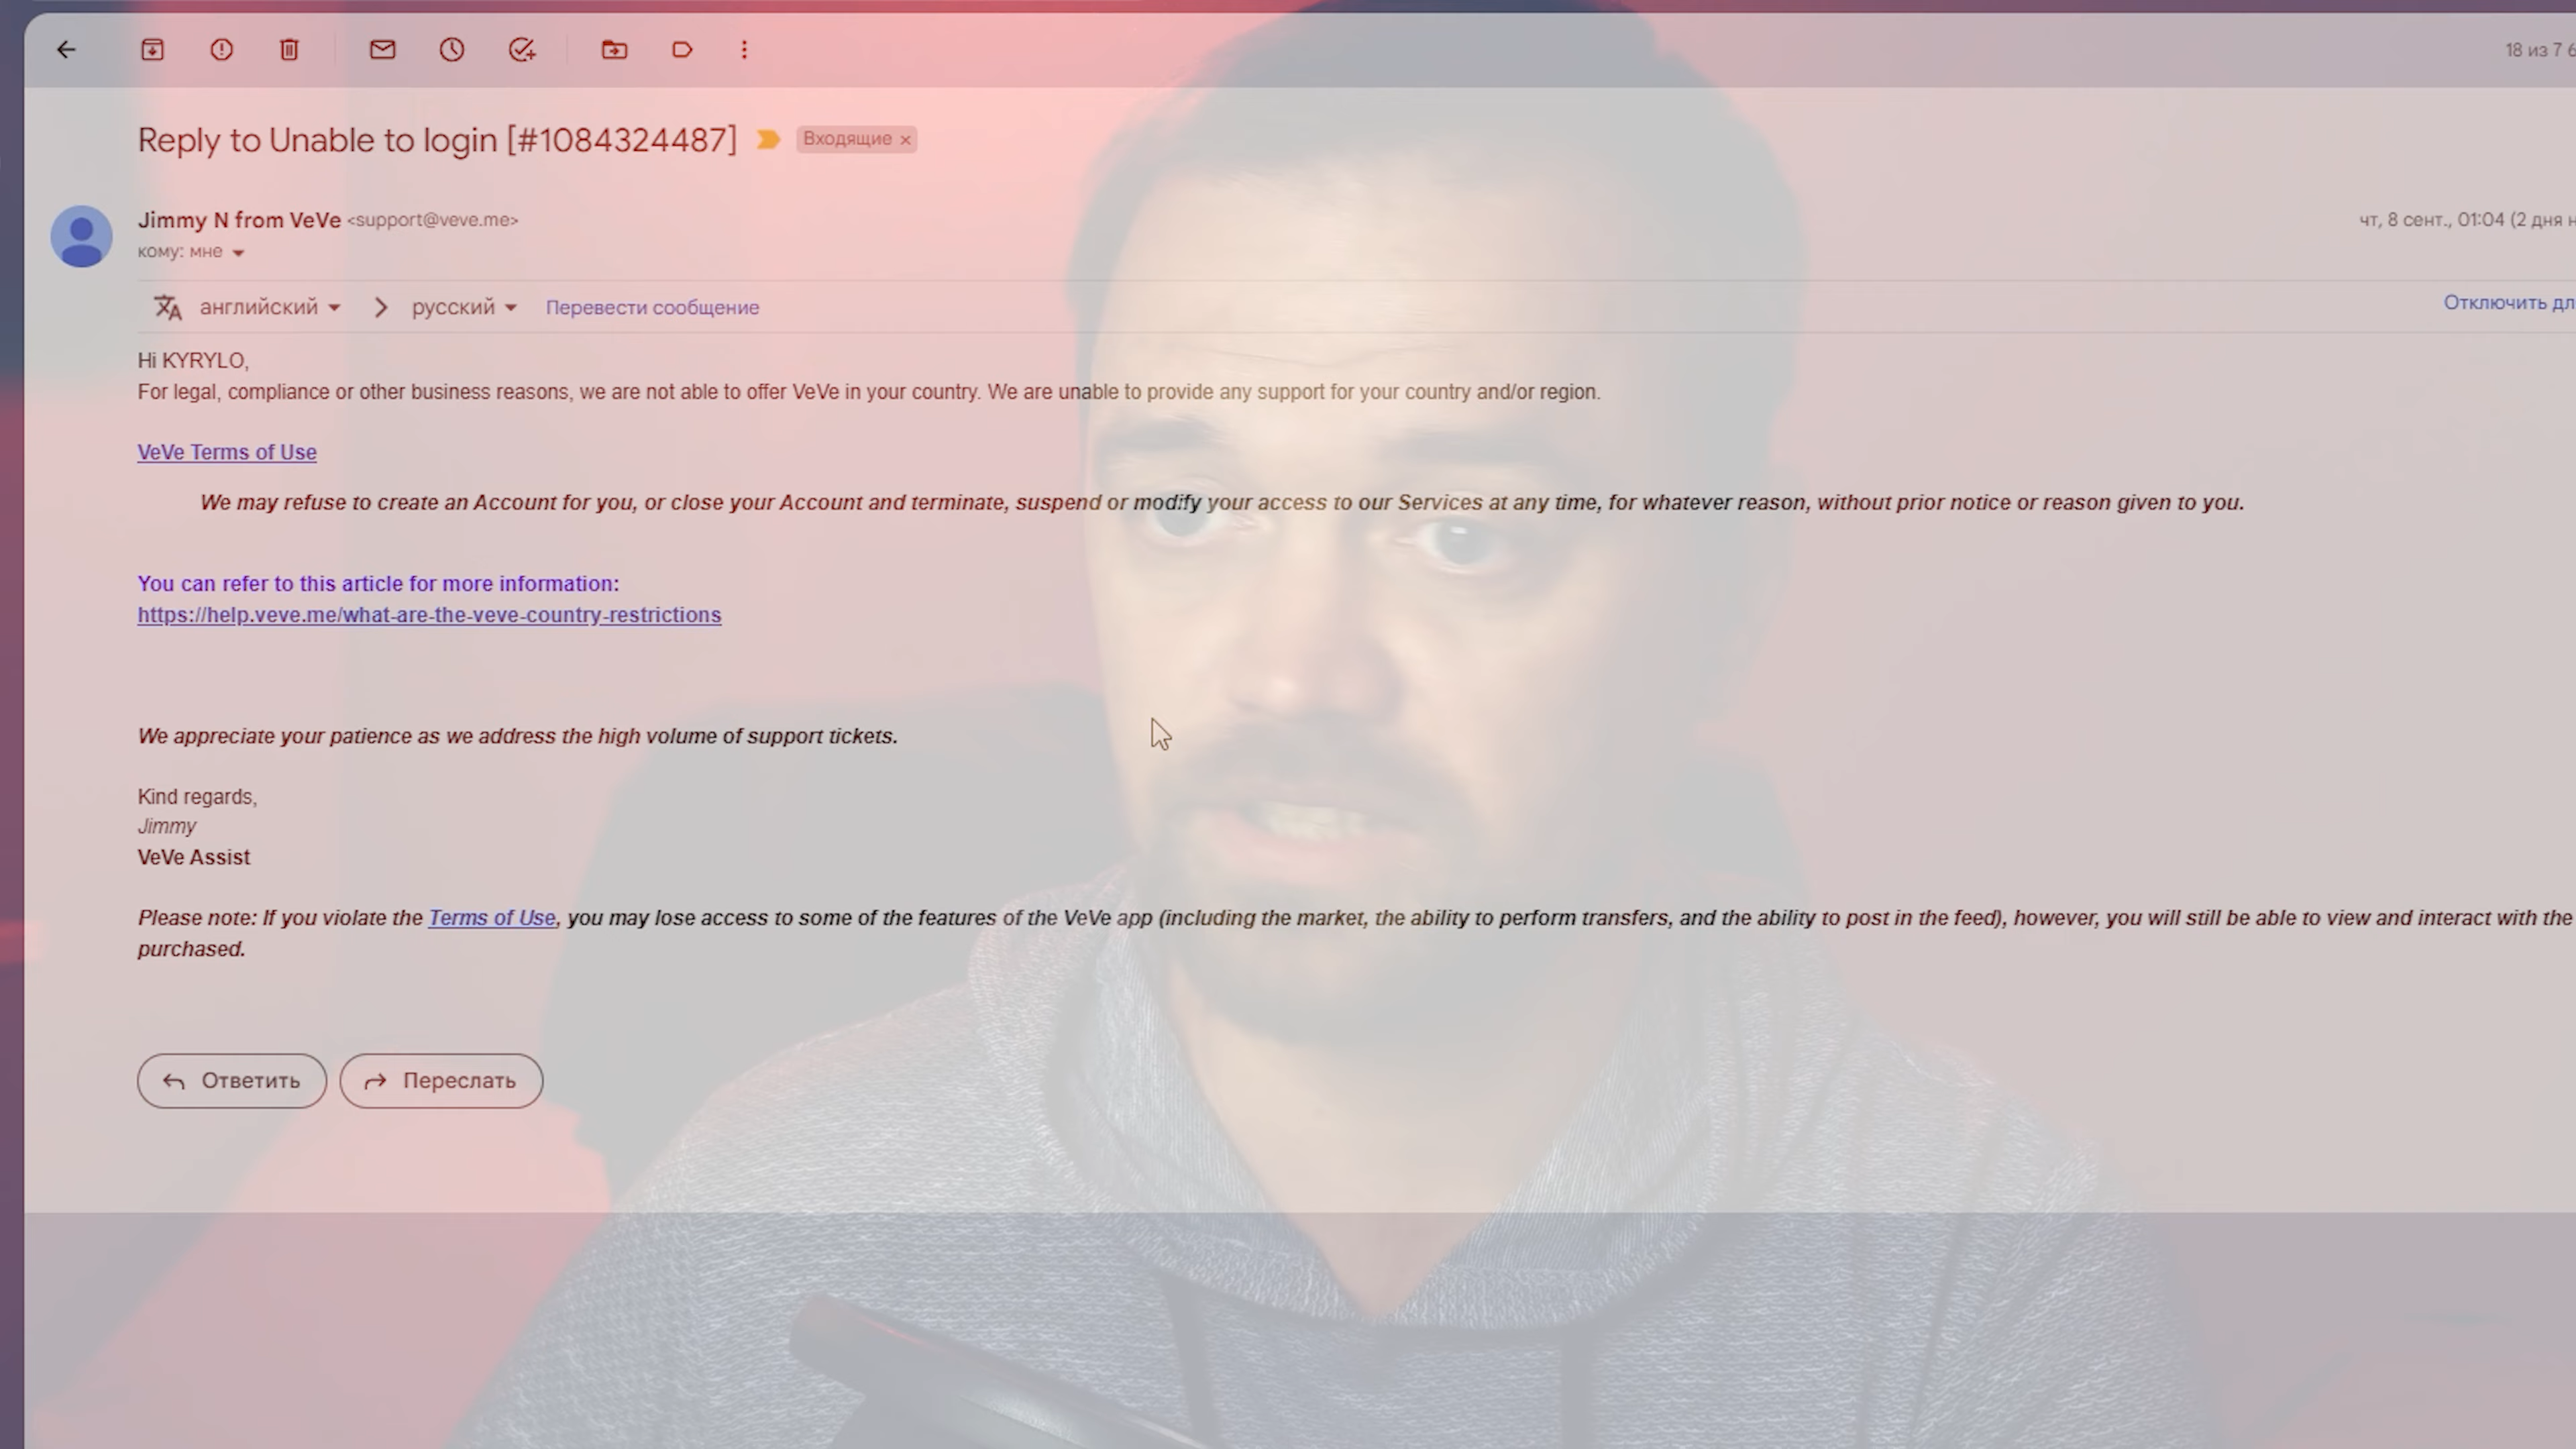 18 из 7 6
Reply to Unable to login [#1084324487] Входящие ×
Jimmy N from VeVe <support@veve.me>
чт, 8 сент., 01:04 (2 дня н
кому: мне
английский > русский Перевести сообщение
Отключить дл
Hi KYRYLO,
For legal, compliance or other business reasons, we are not able to offer VeVe in your country. We are unable to provide any support for your country and/or region.
VeVe Terms of Use
We may refuse to create an Account for you, or close your Account and terminate, suspend or modify your access to our Services at any time, for whatever reason, without prior notice or reason given to you.
You can refer to this article for more information:
https://help.veve.me/what-are-the-veve-country-restrictions
We appreciate your patience as we address the high volume of support tickets.
Kind regards,
Jimmy
VeVe Assist
Please note: If you violate the Terms of Use, you may lose access to some of the features of the VeVe app (including the market, the ability to perform transfers, and the ability to post in the feed), however, you will still be able to view and interact with the
purchased.
Ответить Переслать